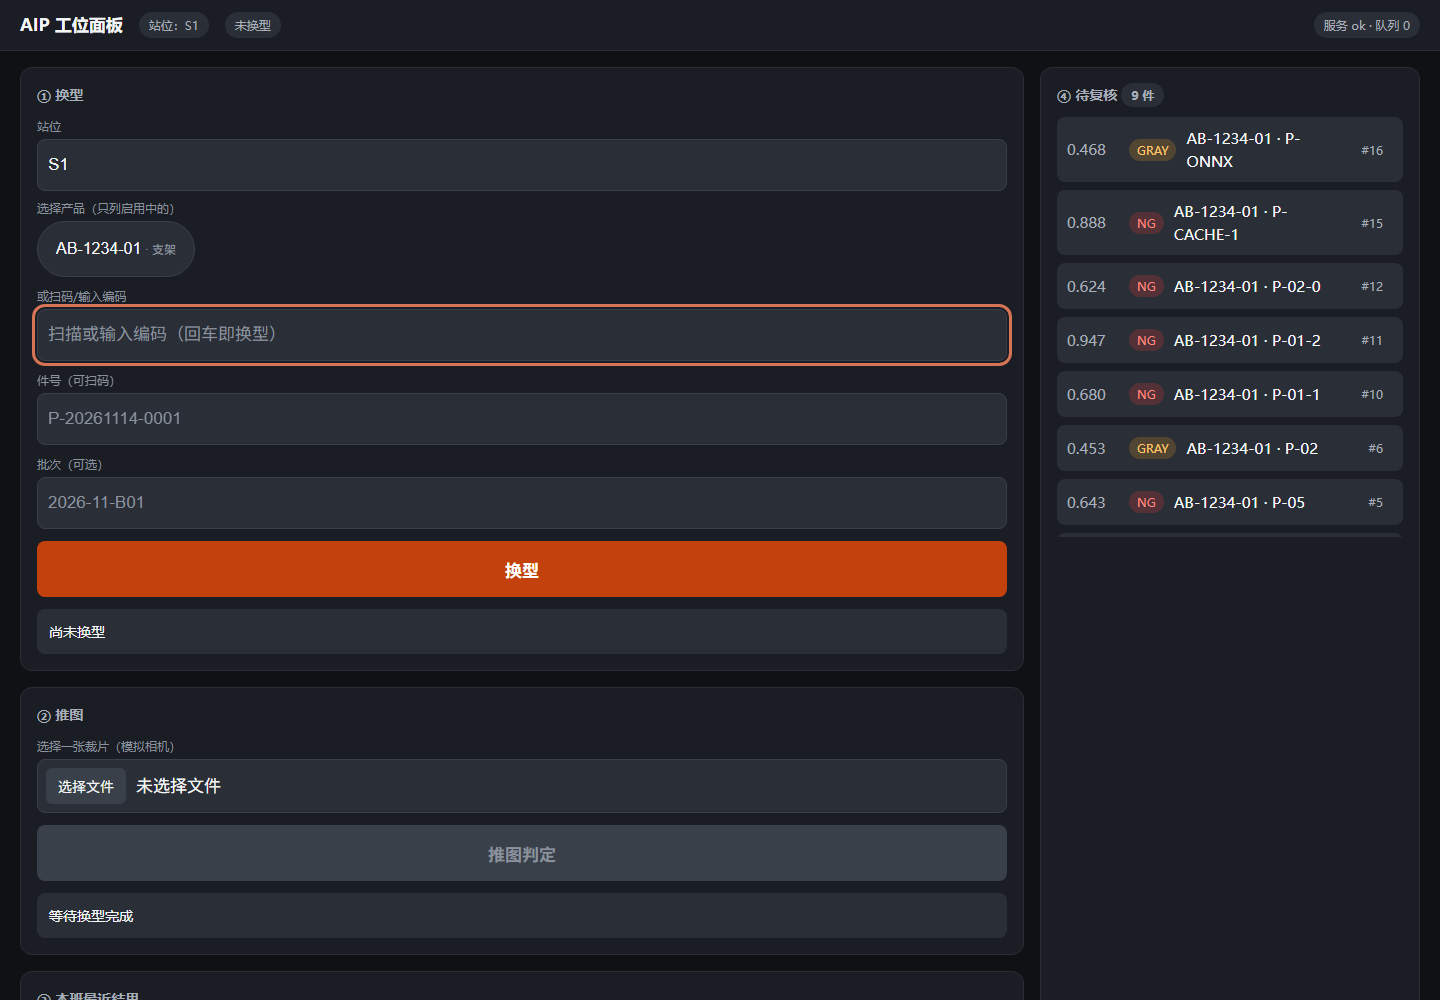 AIP 工位面板
站位：S1
未换型
服务 ok · 队列 0
① 换型
站位
S1
选择产品（只列启用中的）
AB-1234-01 · 支架
或扫码/输入编码
扫描或输入编码（回车即换型）
件号（可扫码）
P-20261114-0001
批次（可选）
2026-11-B01
换型
尚未换型
② 推图
选择一张裁片（模拟相机）
选择文件 未选择文件
推图判定
等待换型完成
③ 本班最近结果
④ 待复核 9 件
0.468 GRAY AB-1234-01 · P-
ONNX #16
0.888 NG AB-1234-01 · P-
CACHE-1 #15
0.624 NG AB-1234-01 · P-02-0 #12
0.947 NG AB-1234-01 · P-01-2 #11
0.680 NG AB-1234-01 · P-01-1 #10
0.453 GRAY AB-1234-01 · P-02 #6
0.643 NG AB-1234-01 · P-05 #5